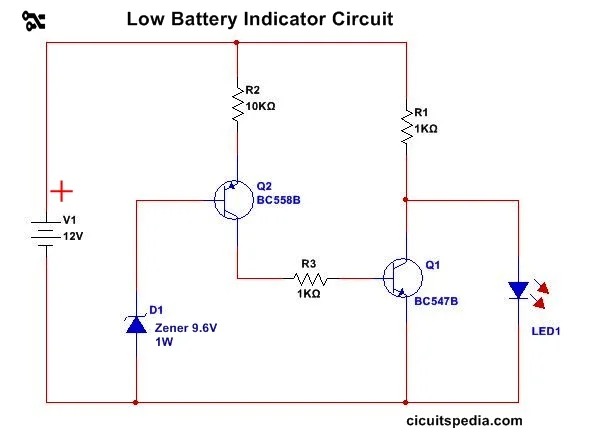 Low Battery Indicator Circuit
R2
10KΩ
R1
1KΩ
Q2
BC558B
V1
12V
R3
1KΩ
Q1
BC547B
D1
Zener 9.6V
1W
LED1
cicuitspedia.com